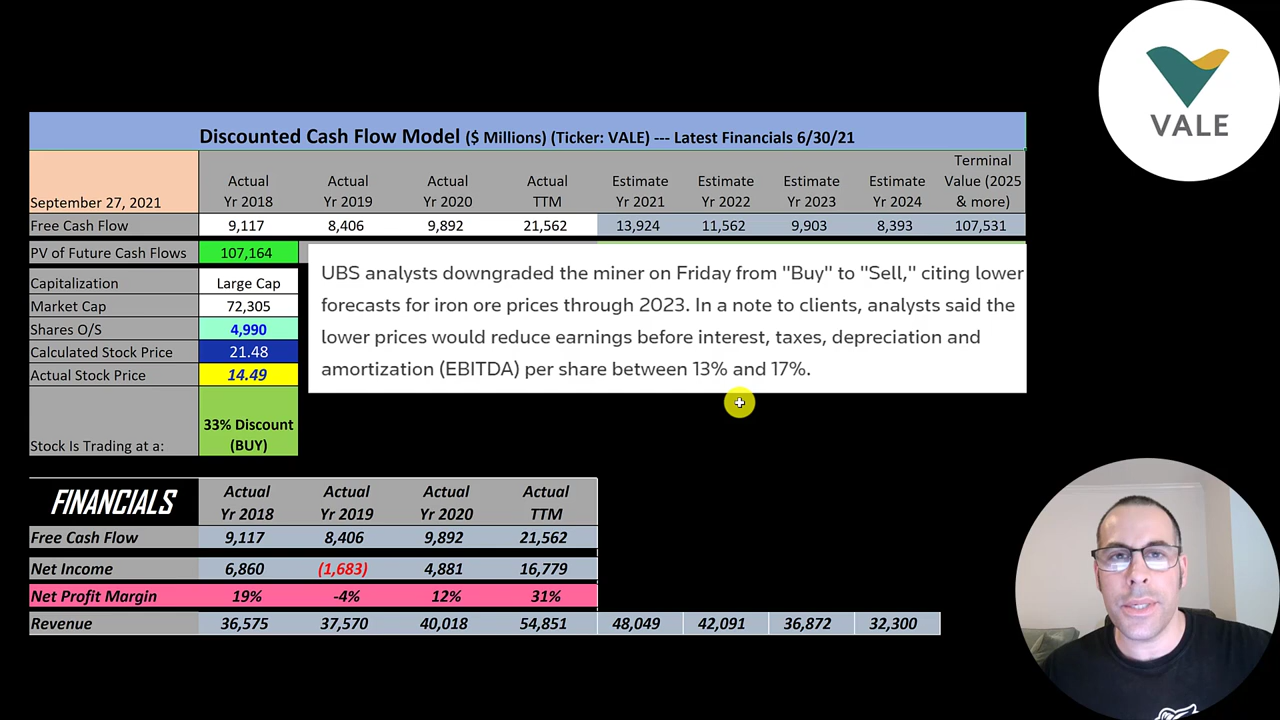 VALE
Discounted Cash Flow Model ($ Millions) (Ticker: VALE) --- Latest Financials 6/30/21
September 27, 2021 Actual Yr 2018 Actual Yr 2019 Actual Yr 2020 Actual TTM Estimate Yr 2021 Estimate Yr 2022 Estimate Yr 2023 Estimate Yr 2024 Terminal Value (2025 & more)
Free Cash Flow 9,117 8,406 9,892 21,562 13,924 11,562 9,903 8,393 107,531
PV of Future Cash Flows 107,164
Capitalization Large Cap
Market Cap 72,305
Shares O/S 4,990
Calculated Stock Price 21.48
Actual Stock Price 14.49
Stock Is Trading at a: 33% Discount (BUY)
UBS analysts downgraded the miner on Friday from "Buy" to "Sell," citing lower
forecasts for iron ore prices through 2023. In a note to clients, analysts said the
lower prices would reduce earnings before interest, taxes, depreciation and
amortization (EBITDA) per share between 13% and 17%.
FINANCIALS Actual Yr 2018 Actual Yr 2019 Actual Yr 2020 Actual TTM
Free Cash Flow 9,117 8,406 9,892 21,562
Net Income 6,860 (1,683) 4,881 16,779
Net Profit Margin 19% -4% 12% 31%
Revenue 36,575 37,570 40,018 54,851 48,049 42,091 36,872 32,300